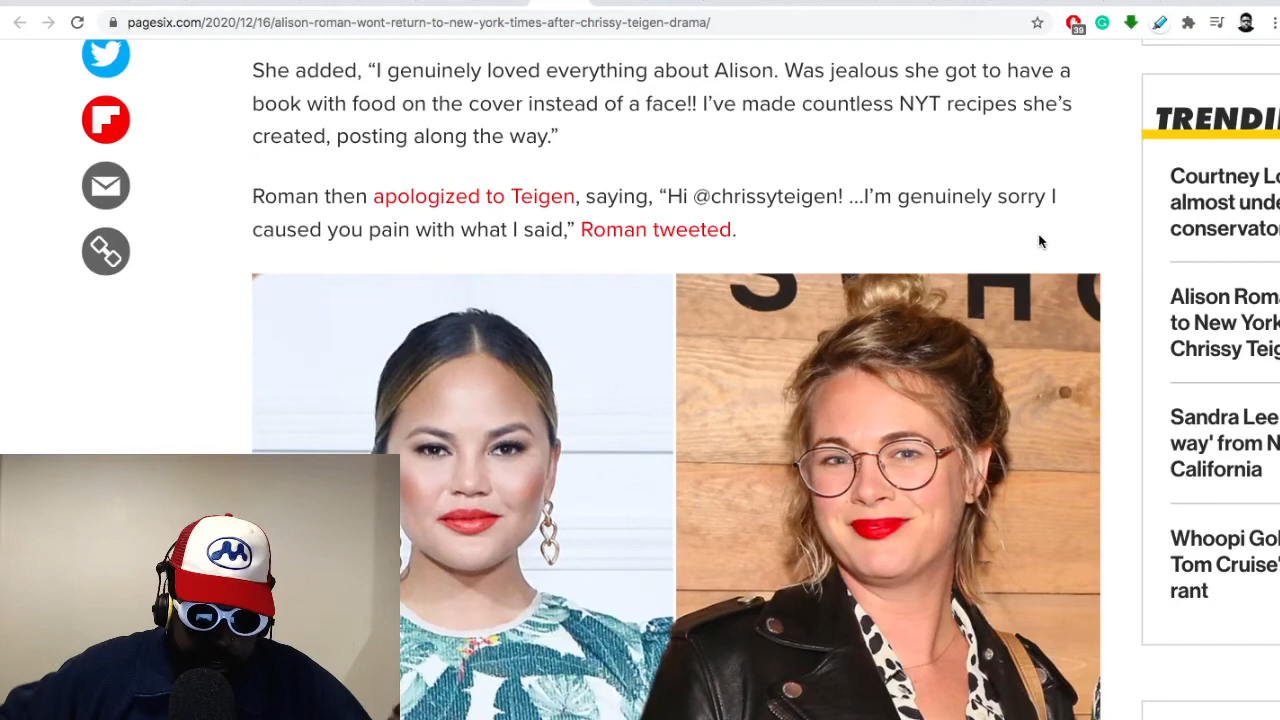 pagesix.com/2020/12/16/alison-roman-wont-return-to-new-york-times-after-chrissy-teigen-drama/
39
She added, “I genuinely loved everything about Alison. Was jealous she got to have a
book with food on the cover instead of a face!! I’ve made countless NYT recipes she’s
created, posting along the way.”
Roman then apologized to Teigen, saying, “Hi @chrissyteigen! ...I’m genuinely sorry I
caused you pain with what I said,” Roman tweeted.
S H
M
TRENDI
Courtney Lo
almost unde
conservator
Alison Roma
to New York
Chrissy Teig
Sandra Lee
way' from N
California
Whoopi Gol
Tom Cruise'
rant